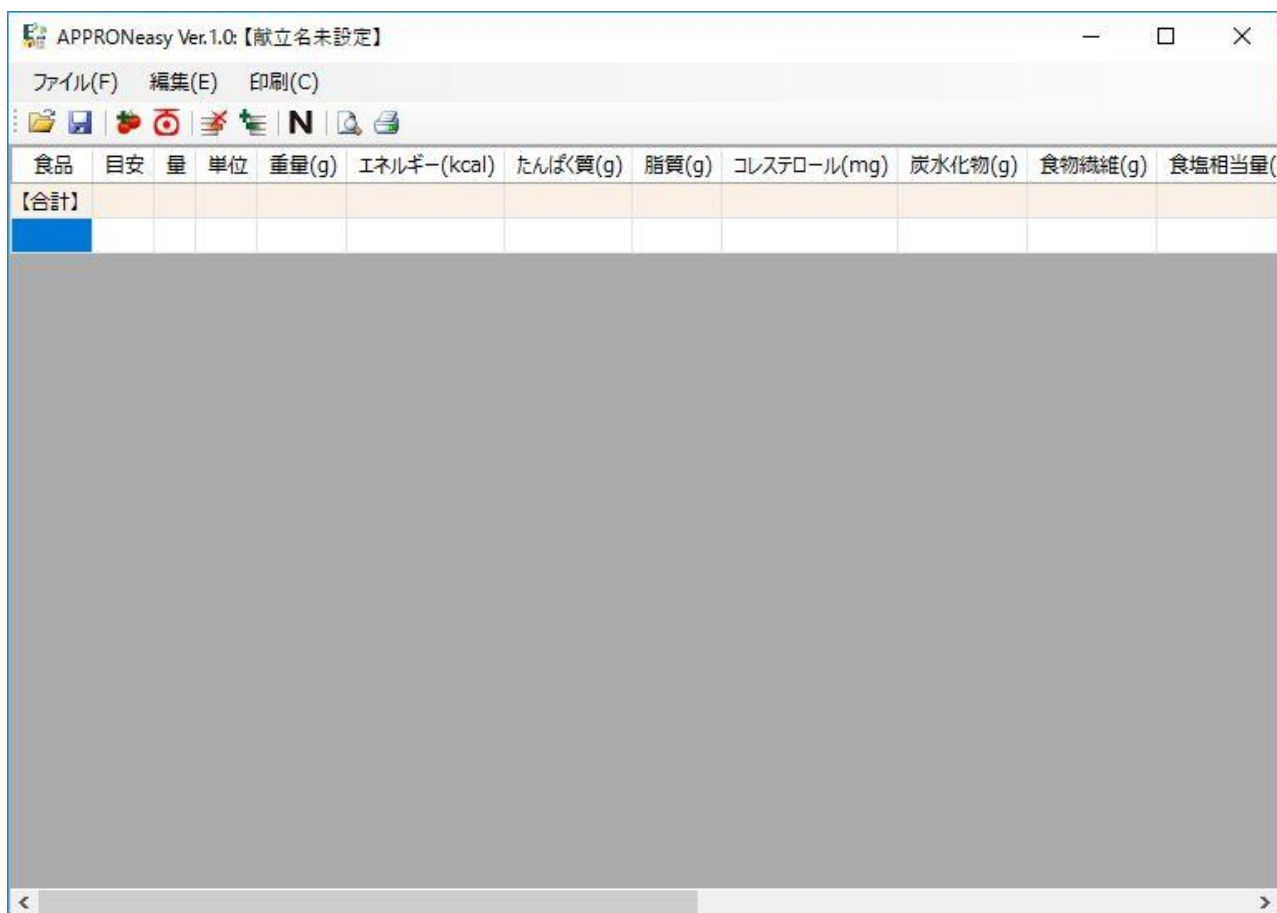 APPRONeasy Ver.1.0:【献立名未設定】
ファイル(F) 編集(E) 印刷(C)
N
食品 目安 量 単位 重量(g) エネルギー(kcal) たんぱく質(g) 脂質(g) コレステロール(mg) 炭水化物(g) 食物繊維(g) 食塩相当量(
【合計】